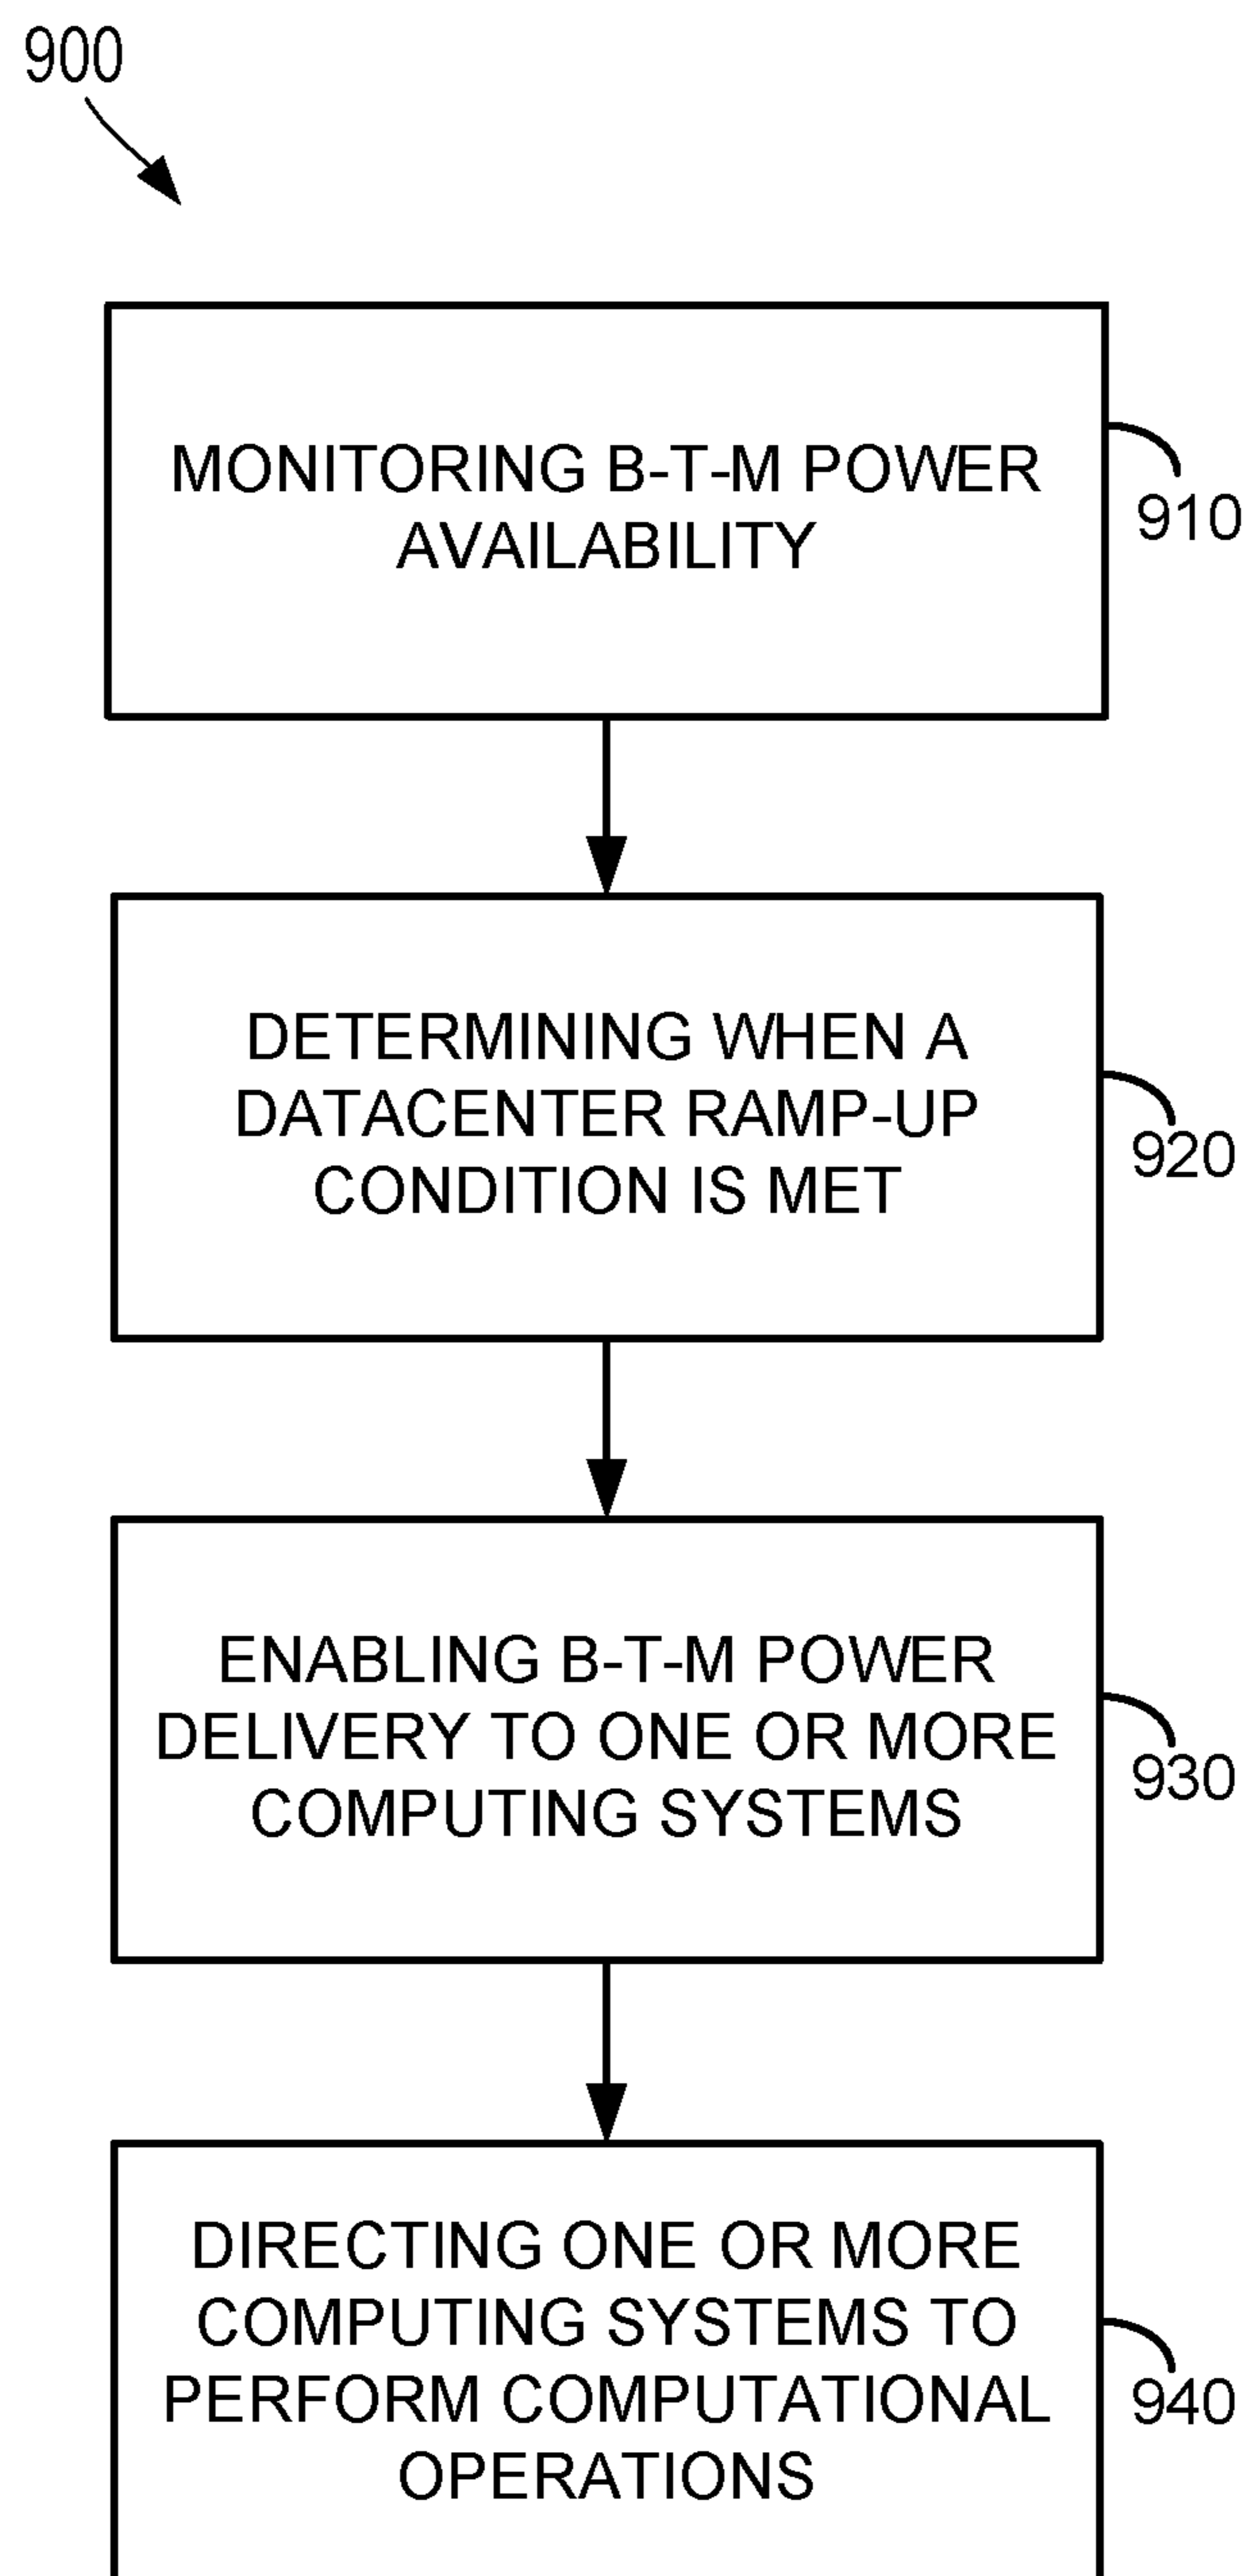 900
MONITORING B-T-M POWER
AVAILABILITY
910
DETERMINING WHEN A
DATACENTER RAMP-UP
CONDITION IS MET
920
ENABLING B-T-M POWER
DELIVERY TO ONE OR MORE
COMPUTING SYSTEMS
930
DIRECTING ONE OR MORE
COMPUTING SYSTEMS TO
PERFORM COMPUTATIONAL
OPERATIONS
940